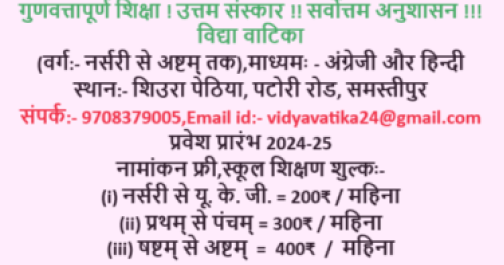 गुणवत्तापूर्ण शिक्षा ! उत्तम संस्कार !! सर्वोत्तम अनुशासन !!!
विद्या वाटिका
(वर्ग:- नर्सरी से अष्टम् तक),माध्यमः - अंग्रेजी और हिन्दी
स्थान:- शिउरा पेठिया, पटोरी रोड, समस्तीपुर
संपर्क:- 9708379005,Email id:- vidyavatika24@gmail.com
प्रवेश प्रारंभ 2024-25
नामांकन फ्री,स्कूल शिक्षण शुल्कः-
(i) नर्सरी से यू. के. जी. = 200₹ / महिना
(ii) प्रथम् से पंचम् = 300₹ / महिना
(iii) षष्टम् से अष्टम् = 400₹ / महिना